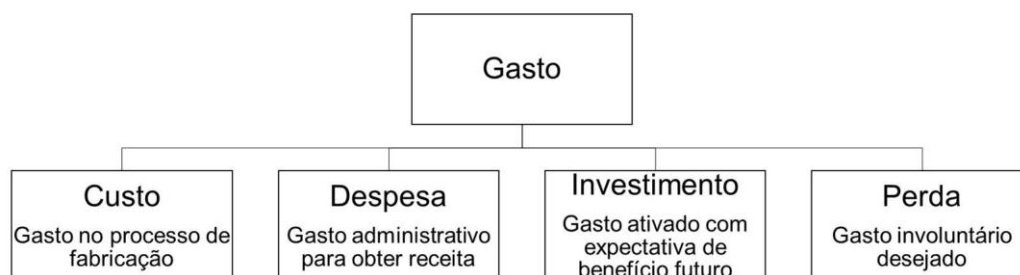 Gasto
Custo
Gasto no processo de
fabricação
Despesa
Gasto administrativo
para obter receita
Investimento
Gasto ativado com
expectativa de
benefício futuro
Perda
Gasto involuntário
desejado